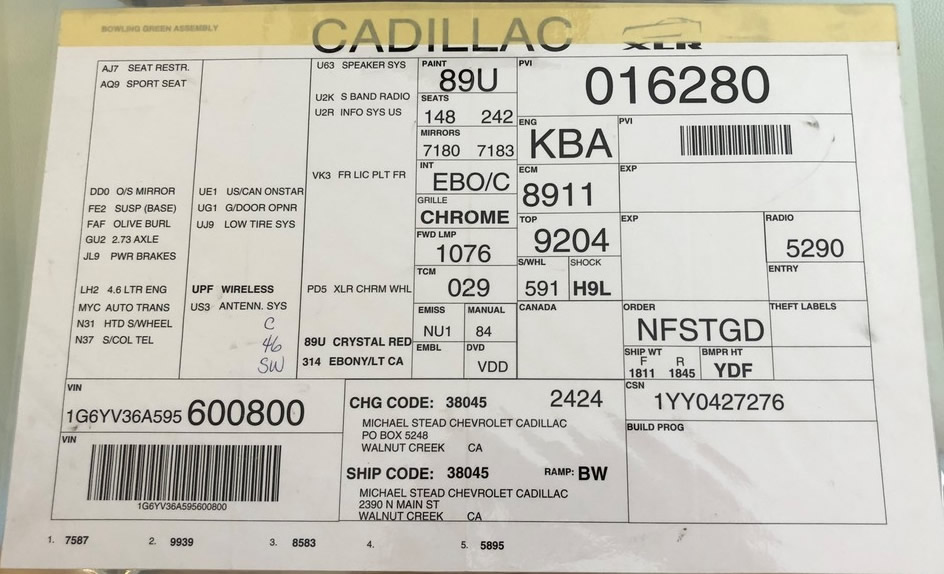 BOWLING GREEN ASSEMBLY
CADILLAC
XLR
AJ7 SEAT RESTR.
AQ9 SPORT SEAT
DD0 O/S MIRROR
FE2 SUSP (BASE)
FAF OLIVE BURL
GU2 2.73 AXLE
JL9 PWR BRAKES
LH2 4.6 LTR ENG
MYC AUTO TRANS
N31 HTD S/WHEEL
N37 S/COL TEL
UE1 US/CAN ONSTAR
UG1 G/DOOR OPNR
UJ9 LOW TIRE SYS
UPF WIRELESS
US3 ANTENN. SYS
C
46
SW
U63 SPEAKER SYS
U2K S BAND RADIO
U2R INFO SYS US
VK3 FR LIC PLT FR
PD5 XLR CHRM WHL
89U CRYSTAL RED
314 EBONY/LT CA
PAINT
89U
SEATS
148 242
MIRRORS
7180 7183
INT
EBO/C
GRILLE
CHROME
FWD LMP
1076
TCM
029
EMISS
NU1
MANUAL
84
EMBL
DVD
VDD
PVI
016280
ENG
KBA
PVI
ECM
8911
EXP
TOP
9204
EXP
RADIO
5290
S/WHL
591
SHOCK
H9L
ENTRY
CANADA
ORDER
NFSTGD
THEFT LABELS
SHIP WT
F R
1811 1845
BMPR HT
YDF
VIN
1G6YV36A595 600800
VIN
1G6YV36A595600800
CHG CODE: 38045 2424
MICHAEL STEAD CHEVROLET CADILLAC
PO BOX 5248
WALNUT CREEK CA
SHIP CODE: 38045 RAMP: BW
MICHAEL STEAD CHEVROLET CADILLAC
2390 N MAIN ST
WALNUT CREEK CA
CSN
1YY0427276
BUILD PROG
1. 7587 2. 9939 3. 8583 4. 5. 5895